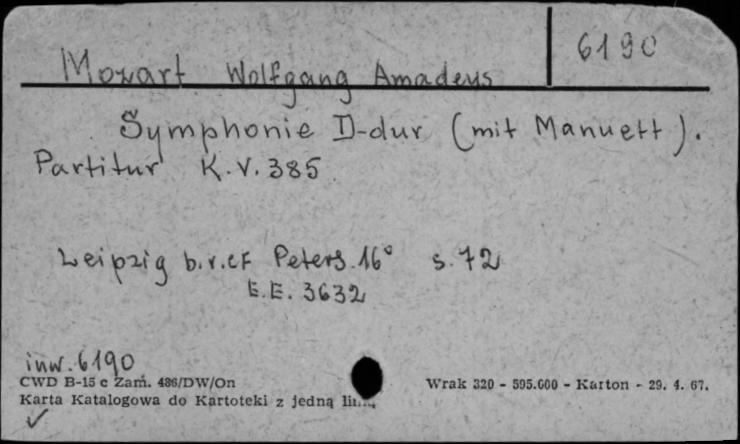 6190
Mozart Wolfgang Amadeus
Symphonie D-dur (mit Manuett).
Partitur K.V. 385
Leipzig b.r. cf Peters. 16° s. 72
E.E. 3632
inw. 6190
CWD B-15 c Zam. 486/DW/On
Wrak 320 - 595.000 - Karton - 29. 4. 67.
Karta Katalogowa do Kartoteki z jedną